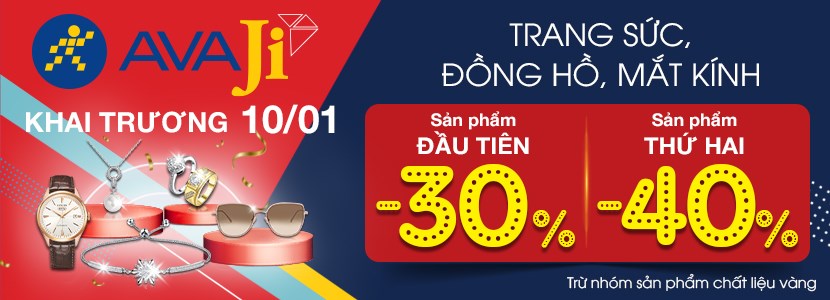 AVAJi
KHAI TRƯƠNG 10/01
TRANG SỨC,
ĐỒNG HỒ, MẮT KÍNH
Sản phẩm
ĐẦU TIÊN
-30%
Sản phẩm
THỨ HAI
-40%
Trừ nhóm sản phẩm chất liệu vàng